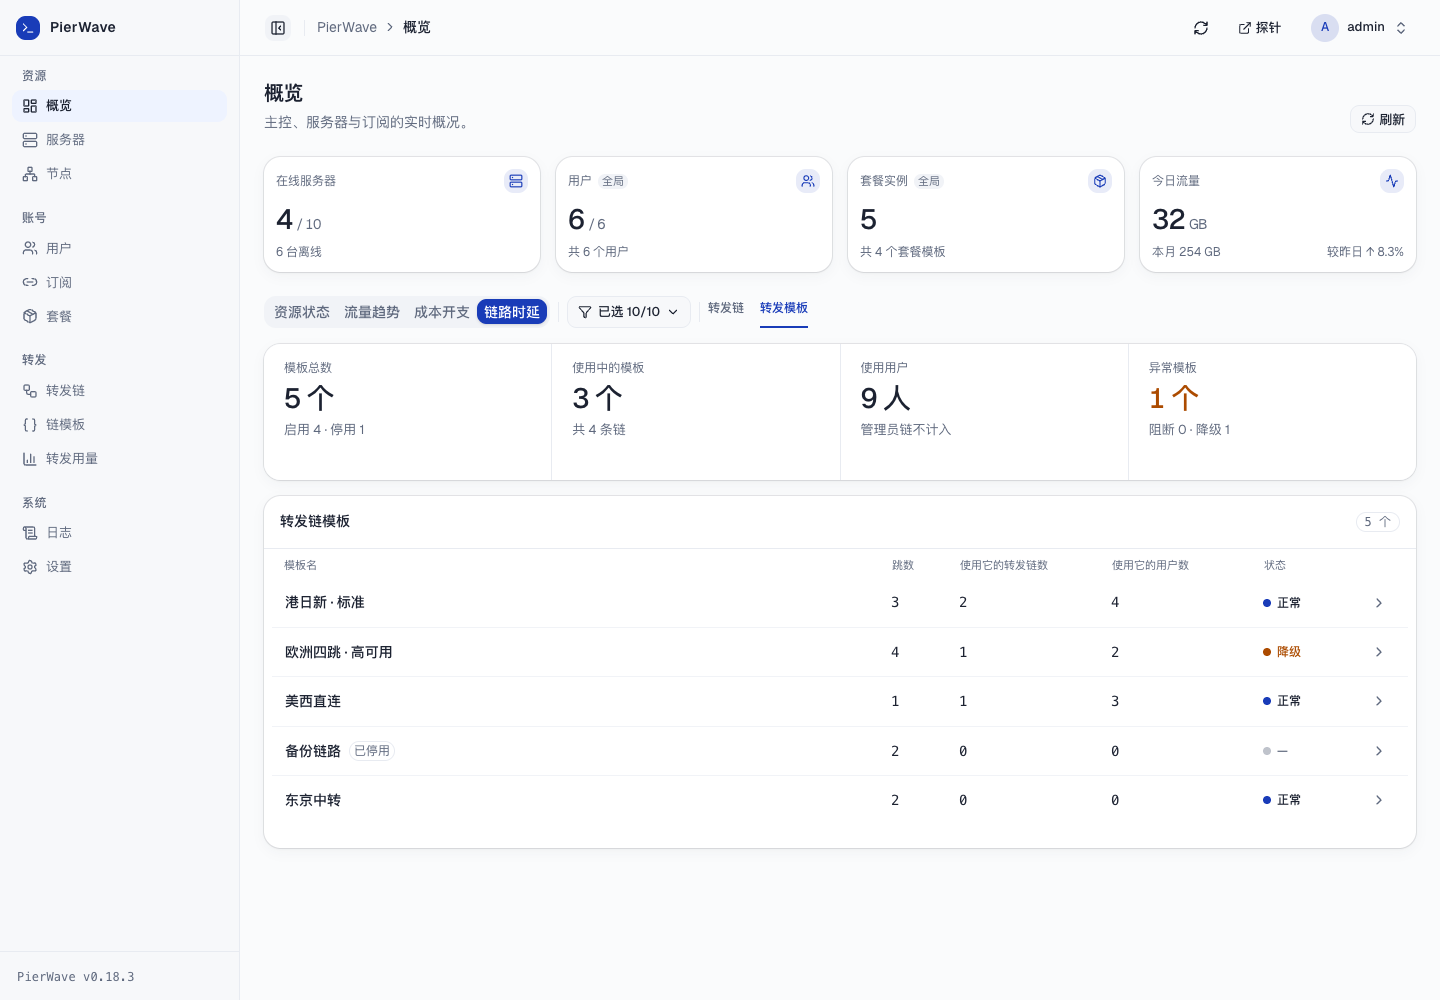 PierWave
资源
概览
服务器
节点
账号
用户
订阅
套餐
转发
转发链
链模板
转发用量
系统
日志
设置
PierWave v0.18.3
PierWave > 概览
探针
A admin
概览
主控、服务器与订阅的实时概况。
刷新
在线服务器
4 / 10
6 台离线
用户 全局
6 / 6
共 6 个用户
套餐实例 全局
5
共 4 个套餐模板
今日流量
32 GB
本月 254 GB 较昨日 ↑ 8.3%
资源状态 流量趋势 成本开支 链路时延 已选 10/10 转发链 转发模板
模板总数
5 个
启用 4 · 停用 1
使用中的模板
3 个
共 4 条链
使用用户
9 人
管理员链不计入
异常模板
1 个
阻断 0 · 降级 1
转发链模板 5 个
模板名 跳数 使用它的转发链数 使用它的用户数 状态
港日新 · 标准 3 2 4 正常
欧洲四跳 · 高可用 4 1 2 降级
美西直连 1 1 3 正常
备份链路 已停用 2 0 0 —
东京中转 2 0 0 正常